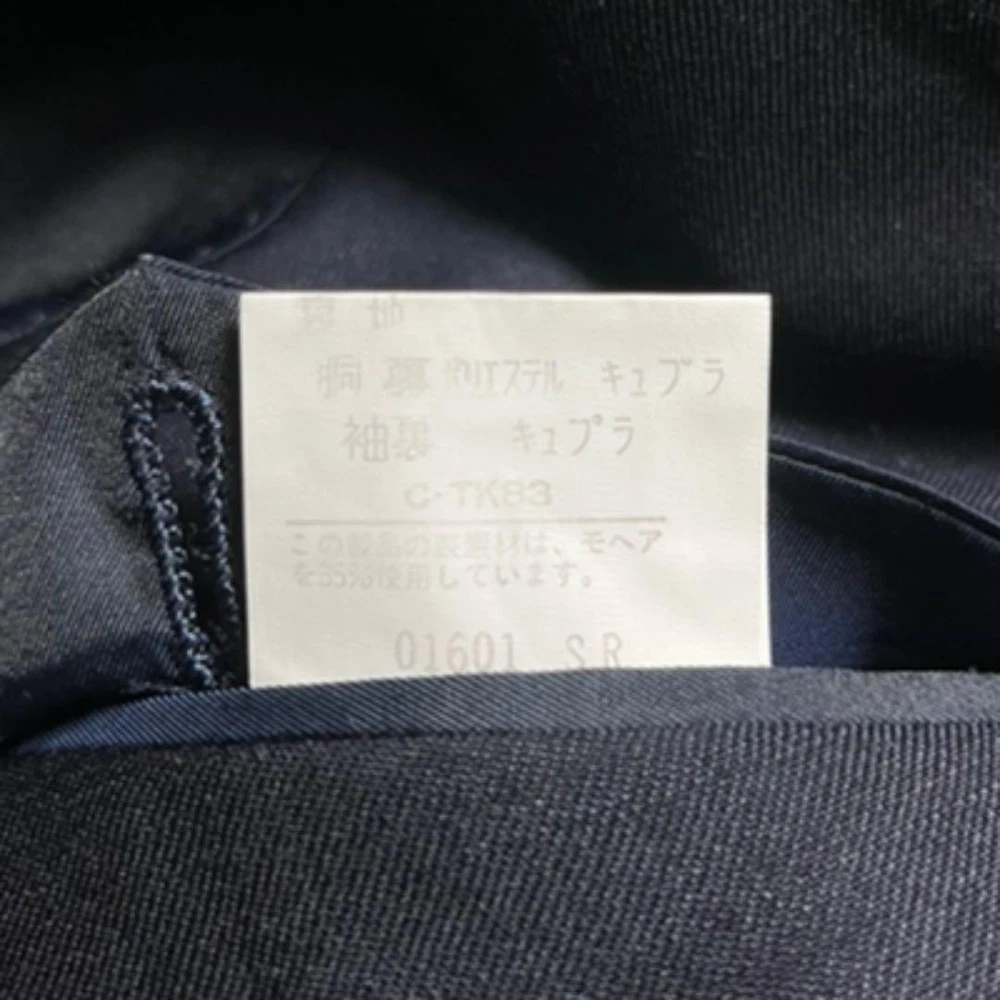 胴裏 ポリエステル キュプラ
袖裏 キュプラ
C-TK83
この製品の表素材は、モヘア
を35%使用しています。
01601 SR